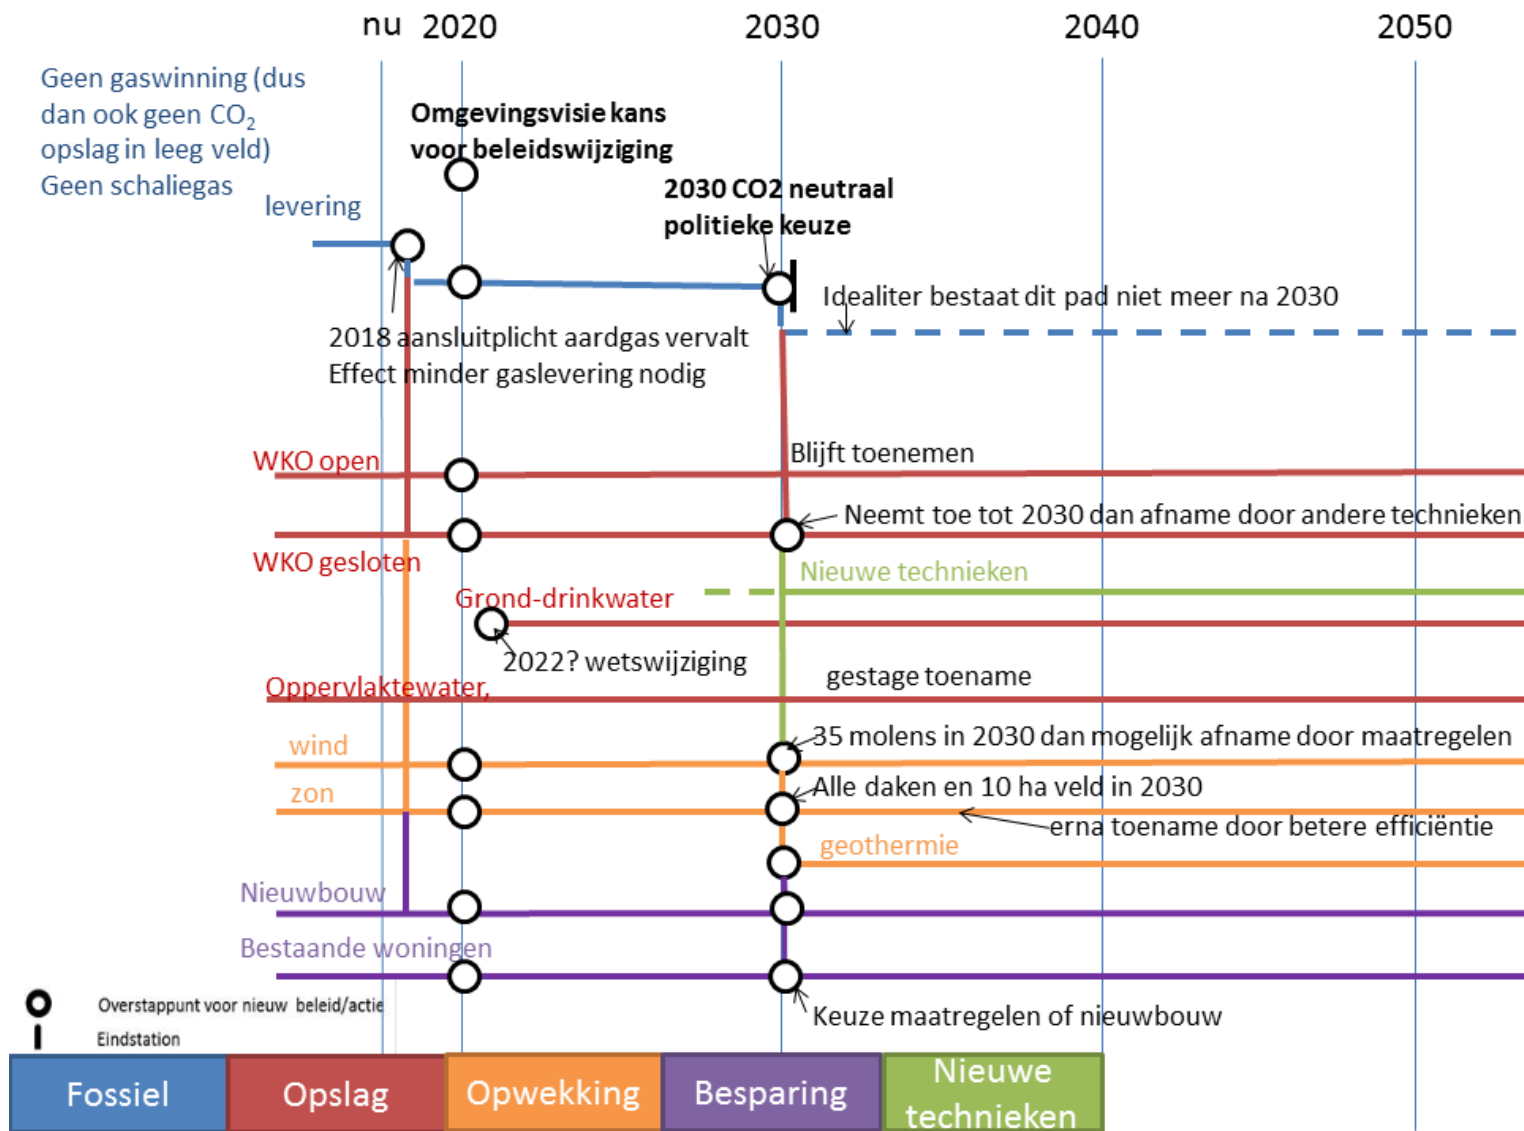 nu 2020 2030 2040 2050
Geen gaswinning (dus
dan ook geen CO₂
opslag in leeg veld)
Geen schaliegas
Omgevingsvisie kans
voor beleidswijziging
2030 CO2 neutraal
politieke keuze
levering
Idealiter bestaat dit pad niet meer na 2030
2018 aansluitplicht aardgas vervalt
Effect minder gaslevering nodig
WKO open
Blijft toenemen
Neemt toe tot 2030 dan afname door andere technieken
WKO gesloten
Nieuwe technieken
Grond-drinkwater
2022? wetswijziging
Oppervlaktewater,
gestage toename
wind
35 molens in 2030 dan mogelijk afname door maatregelen
zon
Alle daken en 10 ha veld in 2030
erna toename door betere efficiëntie
geothermie
Nieuwbouw
Bestaande woningen
Keuze maatregelen of nieuwbouw
Overstappunt voor nieuw beleid/actie
Eindstation
Fossiel
Opslag
Opwekking
Besparing
Nieuwe
technieken